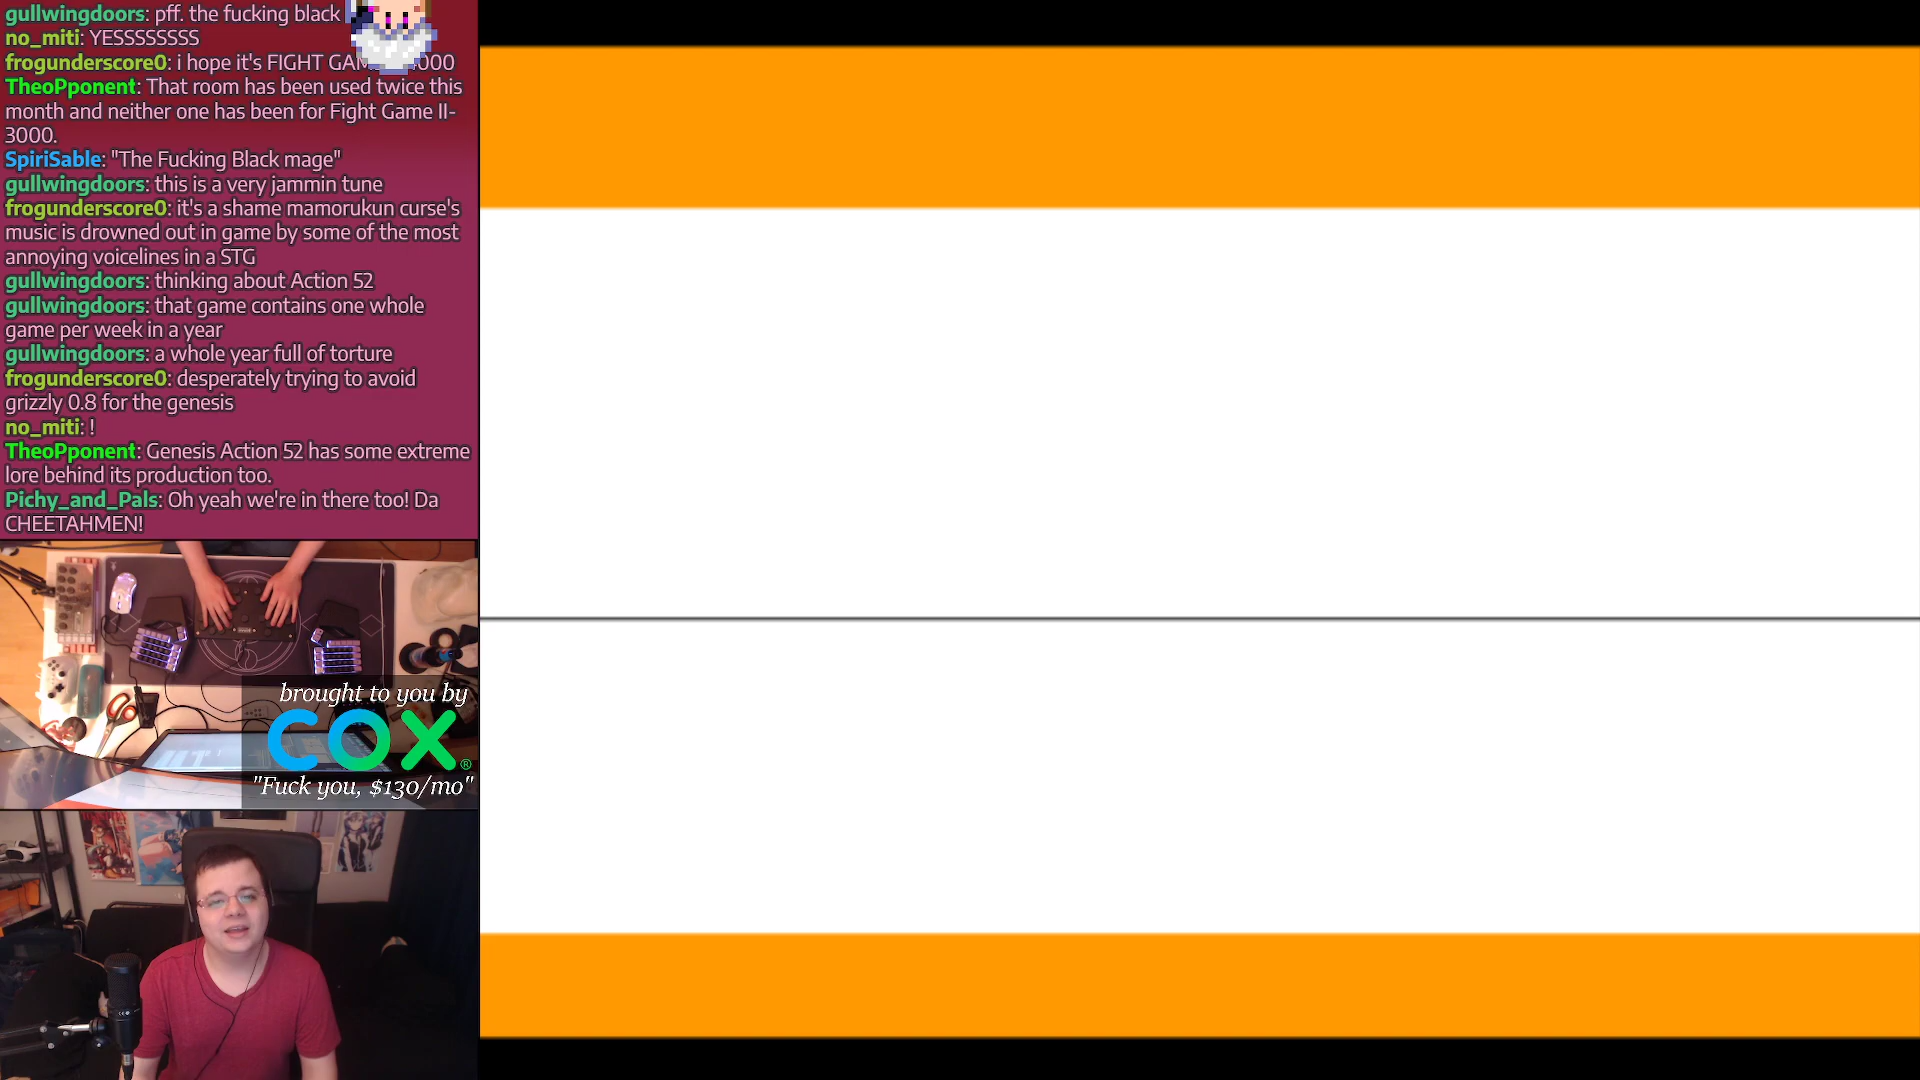 gullwingdoors: pff. the fucking black
no_miti: YESSSSSSSS
frogunderscore0: i hope it's FIGHT GAM 000
TheoPponent: That room has been used twice this
month and neither one has been for Fight Game II-
3000.
SpiriSable: "The Fucking Black mage"
gullwingdoors: this is a very jammin tune
frogunderscore0: it's a shame mamorukun curse's
music is drowned out in game by some of the most
annoying voicelines in a STG
gullwingdoors: thinking about Action 52
gullwingdoors: that game contains one whole
game per week in a year
gullwingdoors: a whole year full of torture
frogunderscore0: desperately trying to avoid
grizzly 0.8 for the genesis
no_miti: !
TheoPponent: Genesis Action 52 has some extreme
lore behind its production too.
Pichy_and_Pals: Oh yeah we're in there too! Da
CHEETAHMEN!
brought to you by
COX®
"Fuck you, $130/mo"